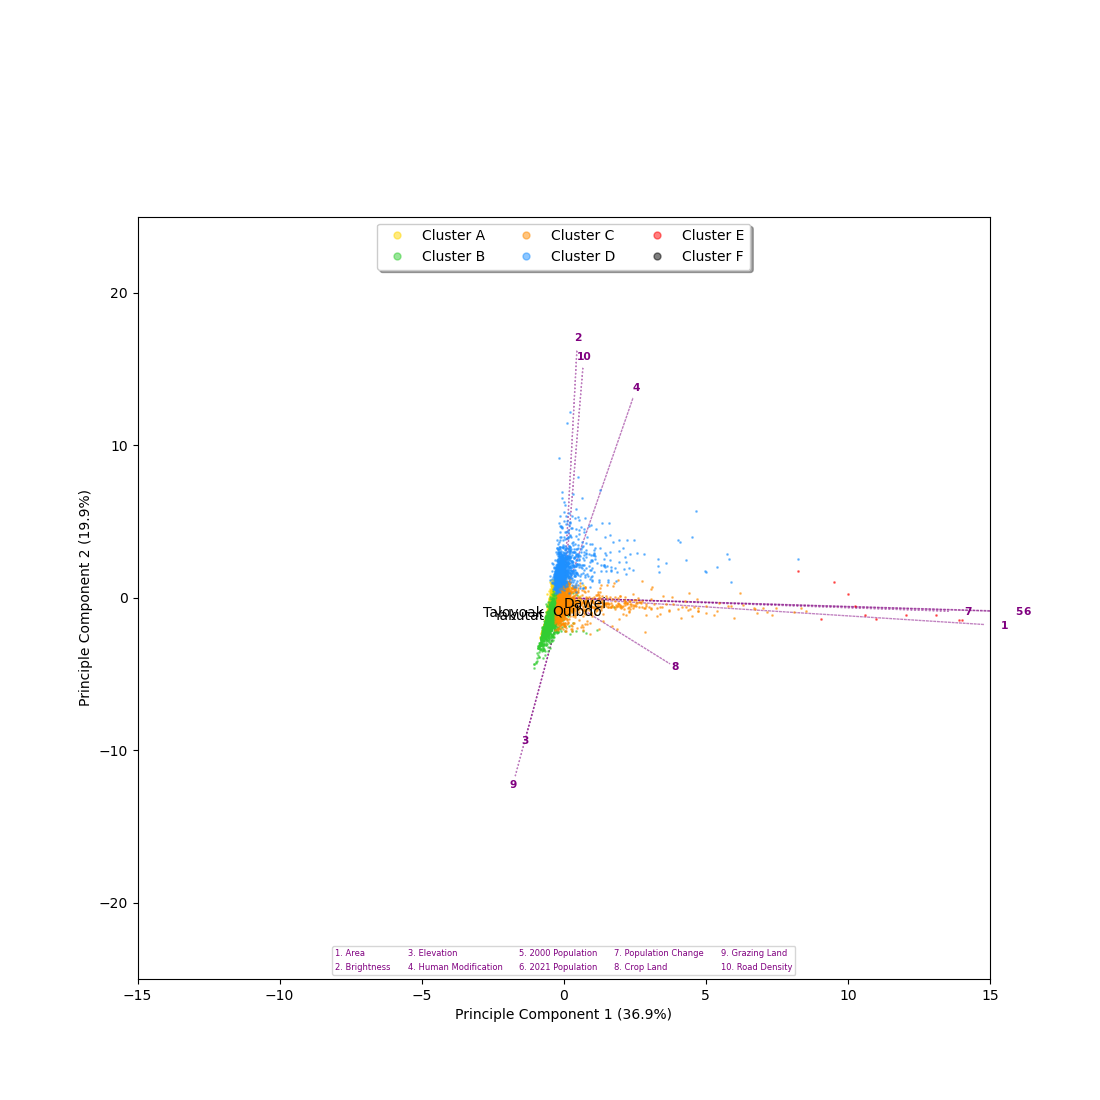 Cluster A Cluster C Cluster E
Cluster B Cluster D Cluster F
20
2
10
4
10
Principle Component 2 (19.9%)
0
Dawei
Taloyoak
Quibdo
Yakutat
7
5
6
1
8
3
−10
9
−20
1. Area 3. Elevation 5. 2000 Population 7. Population Change 9. Grazing Land
2. Brightness 4. Human Modification 6. 2021 Population 8. Crop Land 10. Road Density
−15 −10 −5 0 5 10 15
Principle Component 1 (36.9%)